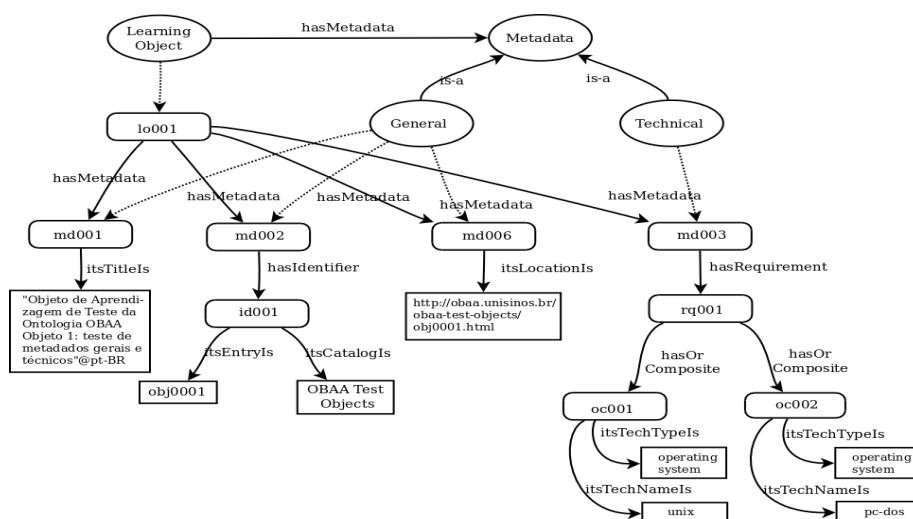 Learning
Object
hasMetadata
Metadata
is-a
is-a
General
Technical
lo001
hasMetadata
hasMetadata
hasMetadata
hasMetadata
md001
md002
md006
md003
itsTitleIs
hasIdentifier
itsLocationIs
hasRequirement
"Objeto de Aprendi-
zagem de Teste da
Ontologia OBAA
Objeto 1: teste de
metadados gerais e
técnicos"@pt-BR
id001
http://obaa.unisinos.br/
obaa-test-objects/
obj0001.html
rq001
itsEntryIs
itsCatalogIs
obj0001
OBAA Test
Objects
hasOr
Composite
hasOr
Composite
oc001
oc002
itsTechTypeIs
itsTechTypeIs
operating
system
operating
system
itsTechNameIs
itsTechNameIs
unix
pc-dos